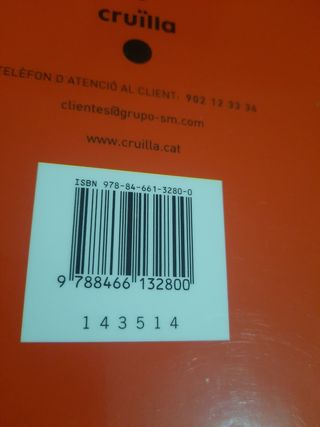 cruïlla
TELÈFON D'ATENCIÓ AL CLIENT: 902 12 33 36
clientes@grupo-sm.com
www.cruilla.cat
ISBN 978-84-661-3280-0
9 788466 132800
143514